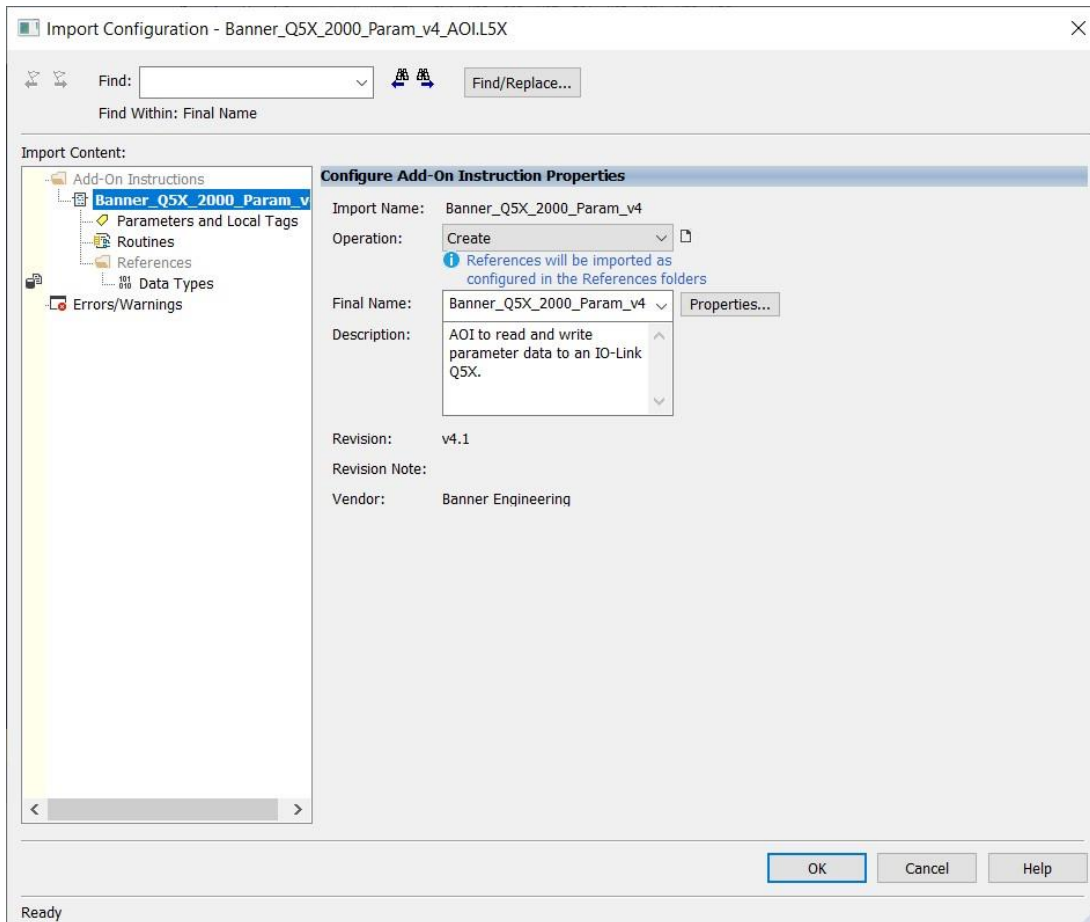 Import Configuration - Banner_Q5X_2000_Param_v4_AOI.L5X
Find:
Find/Replace...
Find Within: Final Name
Import Content:
Add-On Instructions
Banner_Q5X_2000_Param_v
Parameters and Local Tags
Routines
References
Data Types
Errors/Warnings
Configure Add-On Instruction Properties
Import Name: Banner_Q5X_2000_Param_v4
Operation: Create
References will be imported as
configured in the References folders
Final Name: Banner_Q5X_2000_Param_v4 Properties...
Description: AOI to read and write
parameter data to an IO-Link
Q5X.
Revision: v4.1
Revision Note:
Vendor: Banner Engineering
OK Cancel Help
Ready